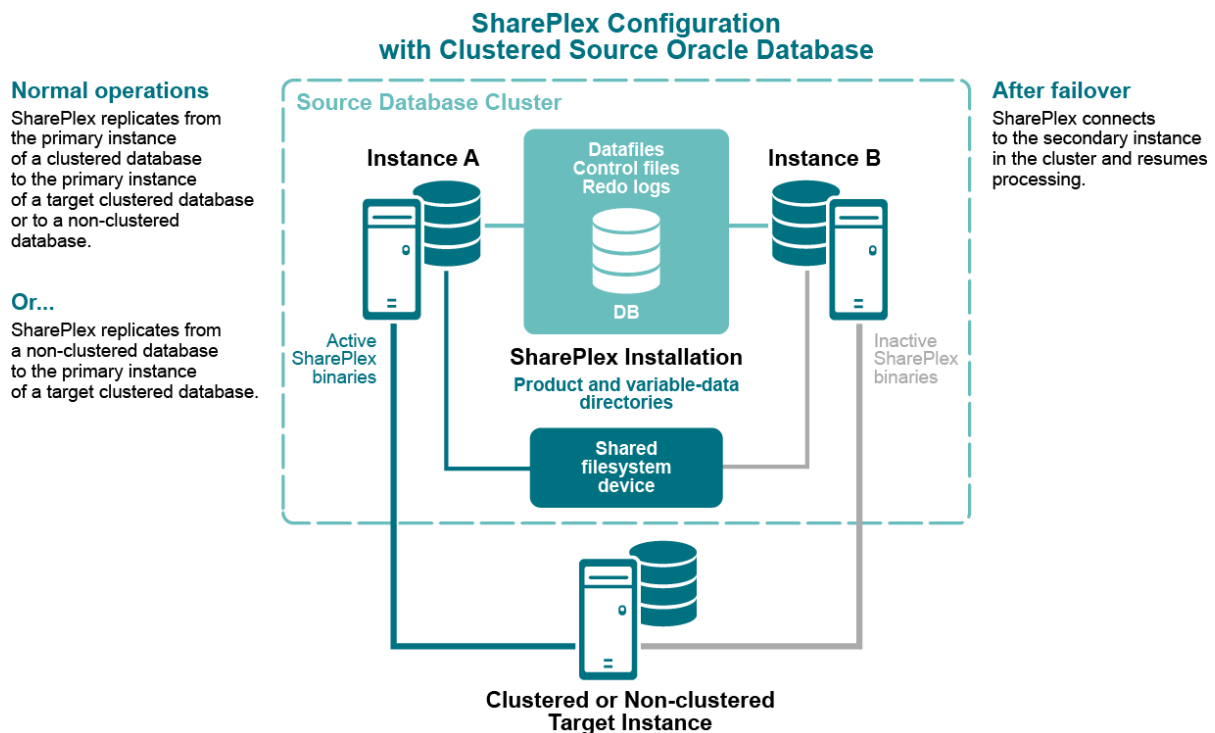 SharePlex Configuration
with Clustered Source Oracle Database
Normal operations
SharePlex replicates from
the primary instance
of a clustered database
to the primary instance
of a target clustered database
or to a non-clustered
database.
Or...
SharePlex replicates from
a non-clustered database
to the primary instance
of a target clustered database.
Source Database Cluster
Instance A
Datafiles
Control files
Redo logs
DB
Instance B
Active
SharePlex
binaries
SharePlex Installation
Product and variable-data
directories
Inactive
SharePlex
binaries
Shared
filesystem
device
After failover
SharePlex connects
to the secondary instance
in the cluster and resumes
processing.
Clustered or Non-clustered
Target Instance